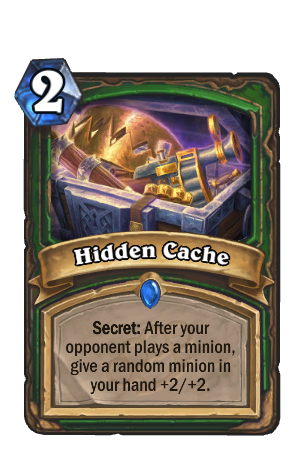 2
Hidden Cache
Secret: After your
opponent plays a minion,
give a random minion in
your hand +2/+2.